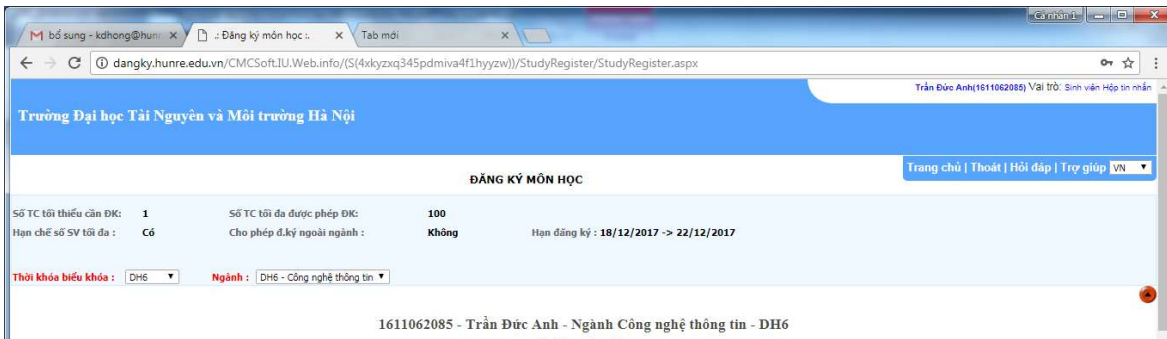 Cá nhân 1
bổ sung - kdhong@hunr
.: Đăng ký môn học :.
Tab mới
dangky.hunre.edu.vn/CMCSoft.IU.Web.info/(S(4xkyzxq345pdmiva4f1hyyzw))/StudyRegister/StudyRegister.aspx
Trần Đức Anh(1611062085) Vai trò: Sinh viên Hộp tin nhắn
Trường Đại học Tài Nguyên và Môi trường Hà Nội
Trang chủ | Thoát | Hỏi đáp | Trợ giúp VN
ĐĂNG KÝ MÔN HỌC
Số TC tối thiểu cần ĐK: 1 Số TC tối đa được phép ĐK: 100
Hạn chế số SV tối đa : Có Cho phép đ.ký ngoài ngành : Không Hạn đăng ký : 18/12/2017 -> 22/12/2017
Thời khóa biểu khóa : DH6 Ngành : DH6 - Công nghệ thông tin
1611062085 - Trần Đức Anh - Ngành Công nghệ thông tin - DH6